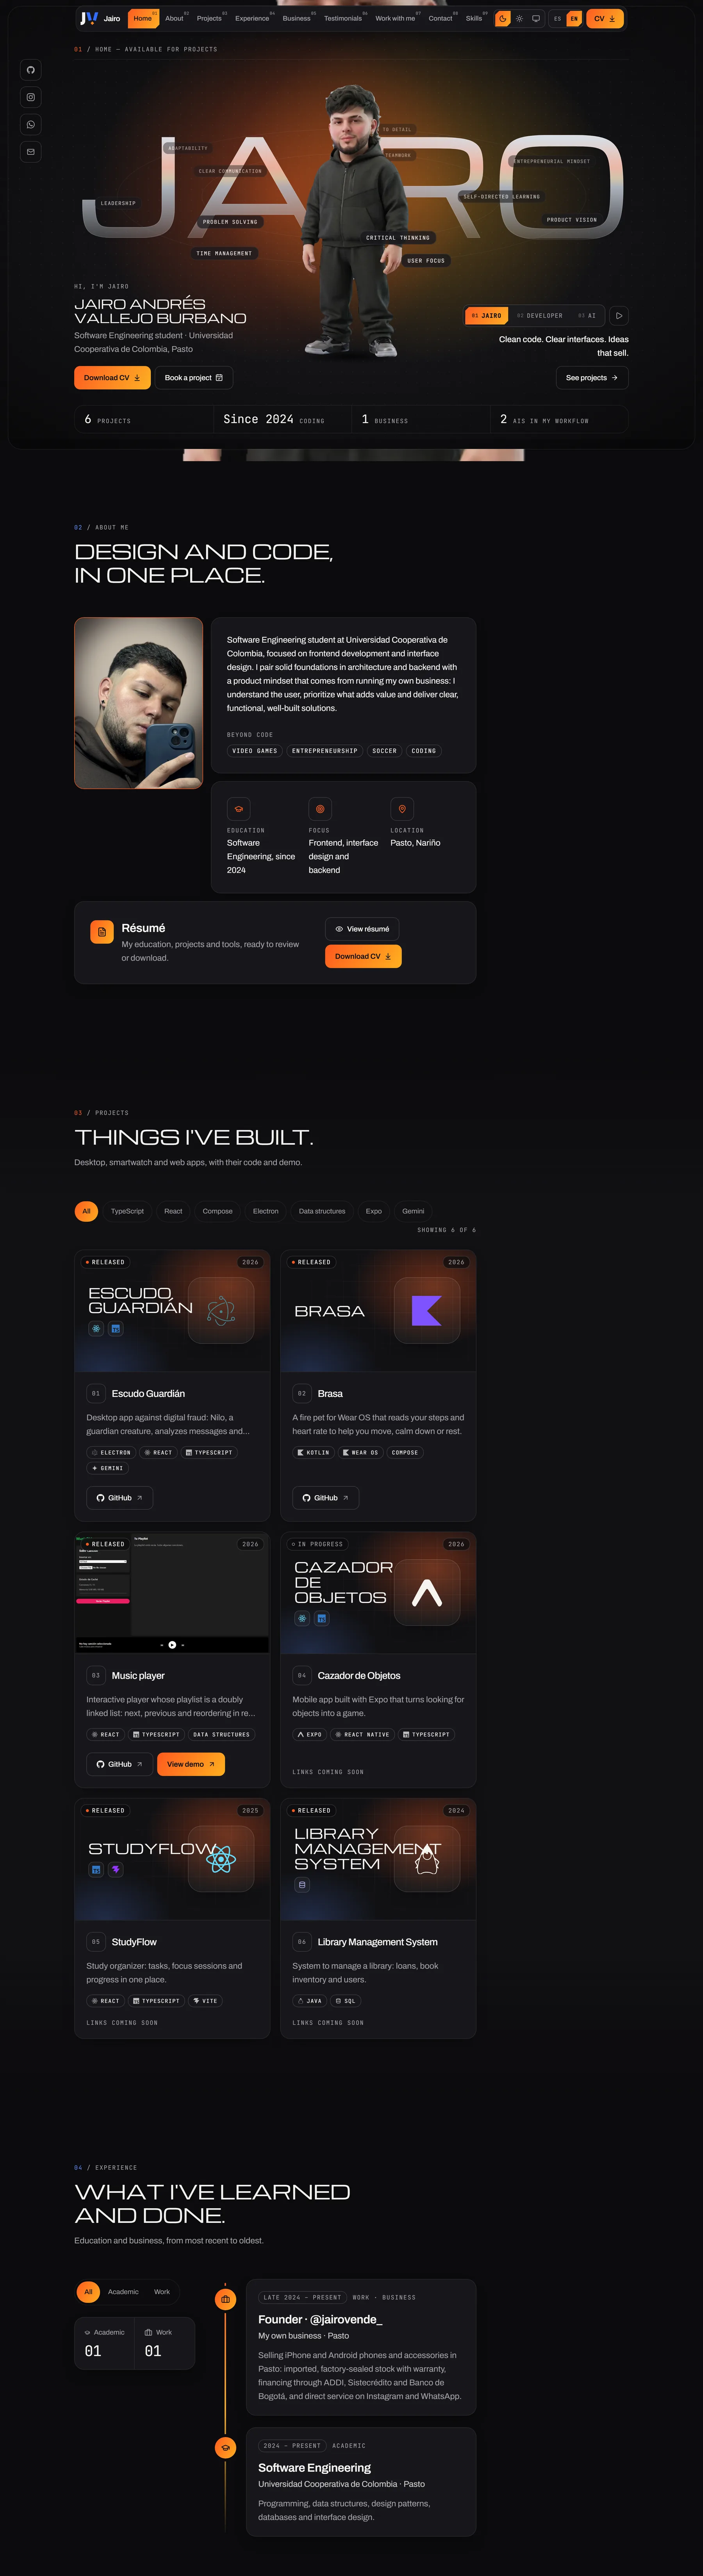 JV Jairo
Home 01 About 02 Projects 03 Experience 04 Business 05 Testimonials 06 Work with me 07 Contact 08 Skills 09 ES EN CV
01 / HOME — AVAILABLE FOR PROJECTS
JAIRO
TO DETAIL
ADAPTABILITY
TEAMWORK
ENTREPRENEURIAL MINDSET
CLEAR COMMUNICATION
SELF-DIRECTED LEARNING
LEADERSHIP
PROBLEM SOLVING
PRODUCT VISION
CRITICAL THINKING
TIME MANAGEMENT
USER FOCUS
HI, I'M JAIRO
JAIRO ANDRÉS
VALLEJO BURBANO
Software Engineering student · Universidad
Cooperativa de Colombia, Pasto
Download CV
Book a project
01 JAIRO 02 DEVELOPER 03 AI
Clean code. Clear interfaces. Ideas
that sell.
See projects
6 PROJECTS
Since 2024 CODING
1 BUSINESS
2 AIS IN MY WORKFLOW
02 / ABOUT ME
DESIGN AND CODE,
IN ONE PLACE.
Software Engineering student at Universidad Cooperativa de
Colombia, focused on frontend development and interface
design. I pair solid foundations in architecture and backend with
a product mindset that comes from running my own business: I
understand the user, prioritize what adds value and deliver clear,
functional, well-built solutions.
BEYOND CODE
VIDEO GAMES ENTREPRENEURSHIP SOCCER CODING
EDUCATION
Software
Engineering, since
2024
FOCUS
Frontend, interface
design and
backend
LOCATION
Pasto, Nariño
Résumé
My education, projects and tools, ready to review
or download.
View résumé
Download CV
03 / PROJECTS
THINGS I'VE BUILT.
Desktop, smartwatch and web apps, with their code and demo.
All TypeScript React Compose Electron Data structures Expo Gemini
SHOWING 6 OF 6
RELEASED 2026
ESCUDO
GUARDIÁN
01 Escudo Guardián
Desktop app against digital fraud: Nilo, a
guardian creature, analyzes messages and...
ELECTRON REACT TYPESCRIPT
GEMINI
GitHub
RELEASED 2026
BRASA
02 Brasa
A fire pet for Wear OS that reads your steps and
heart rate to help you move, calm down or rest.
KOTLIN WEAR OS COMPOSE
GitHub
RELEASED 2026
03 Music player
Interactive player whose playlist is a doubly
linked list: next, previous and reordering in re...
REACT TYPESCRIPT DATA STRUCTURES
GitHub
View demo
IN PROGRESS 2026
CAZADOR
DE
OBJETOS
04 Cazador de Objetos
Mobile app built with Expo that turns looking for
objects into a game.
EXPO REACT NATIVE TYPESCRIPT
LINKS COMING SOON
RELEASED 2025
STUDYFLOW
05 StudyFlow
Study organizer: tasks, focus sessions and
progress in one place.
REACT TYPESCRIPT VITE
LINKS COMING SOON
RELEASED 2024
LIBRARY
MANAGEMENT
SYSTEM
06 Library Management System
System to manage a library: loans, book
inventory and users.
JAVA SQL
LINKS COMING SOON
04 / EXPERIENCE
WHAT I'VE LEARNED
AND DONE.
Education and business, from most recent to oldest.
All Academic Work
Academic
01
Work
01
LATE 2024 – PRESENT WORK · BUSINESS
Founder · @jairovende_
My own business · Pasto
Selling iPhone and Android phones and accessories in
Pasto: imported, factory-sealed stock with warranty,
financing through ADDI, Sistecrédito and Banco de
Bogotá, and direct service on Instagram and WhatsApp.
2024 – PRESENT ACADEMIC
Software Engineering
Universidad Cooperativa de Colombia · Pasto
Programming, data structures, design patterns,
databases and interface design.